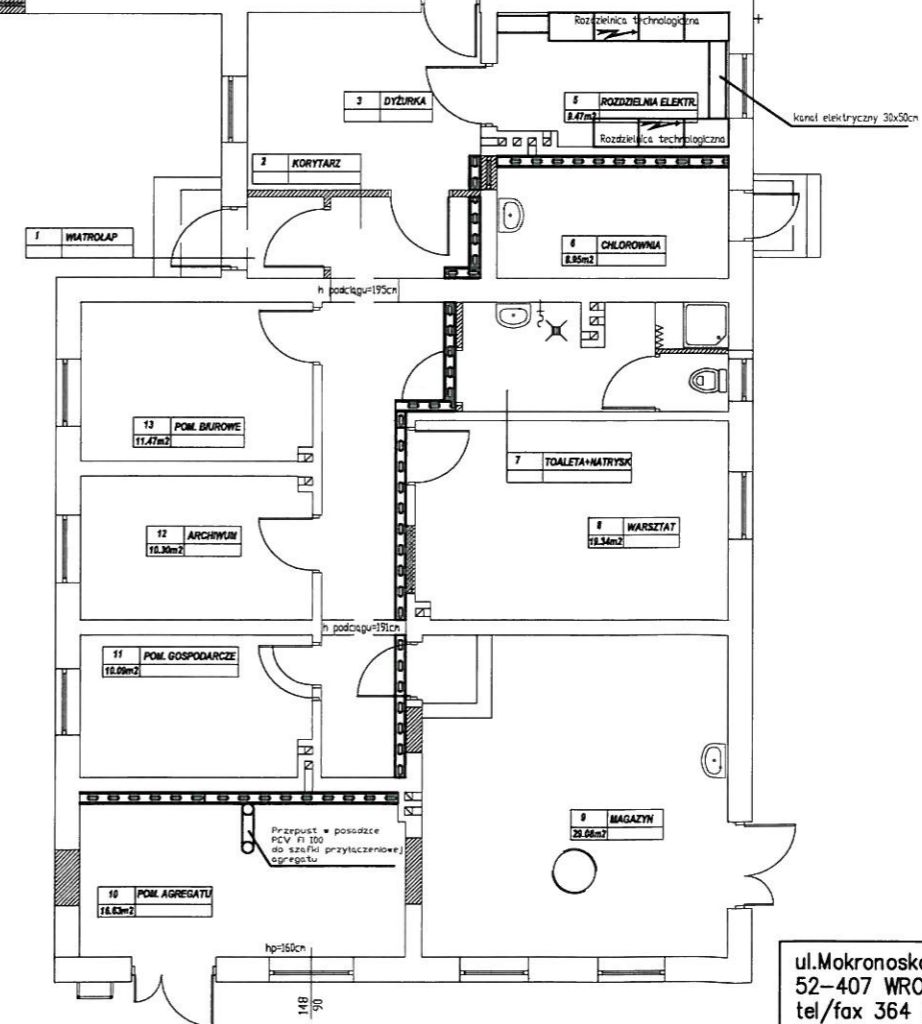 Rozdzielnica technologiczna
3 DYŻURKA
5 ROZDZIELNIA ELEKTR.
9.47m2
kanał elektryczny 30x50cm
Rozdzielnica technologiczna
2 KORYTARZ
1 WIATROŁAP
6 CHLOROWNIA
8.95m2
h podciągu=195cm
13 POM. BIUROWE
11.47m2
7 TOALETA+NATRYSK
12 ARCHIWUM
10.30m2
8 WARSZTAT
19.34m2
h podciągu=191cm
11 POM. GOSPODARCZE
10.09m2
9 MAGAZYN
29.08m2
Przepust w posadzce
PCV FI 100
do szafki przyłączeniowej
agregatu
10 POM. AGREGATU
16.63m2
hp=160cm
148
90
ul.Mokronosk
52-407 WRO
tel/fax 364